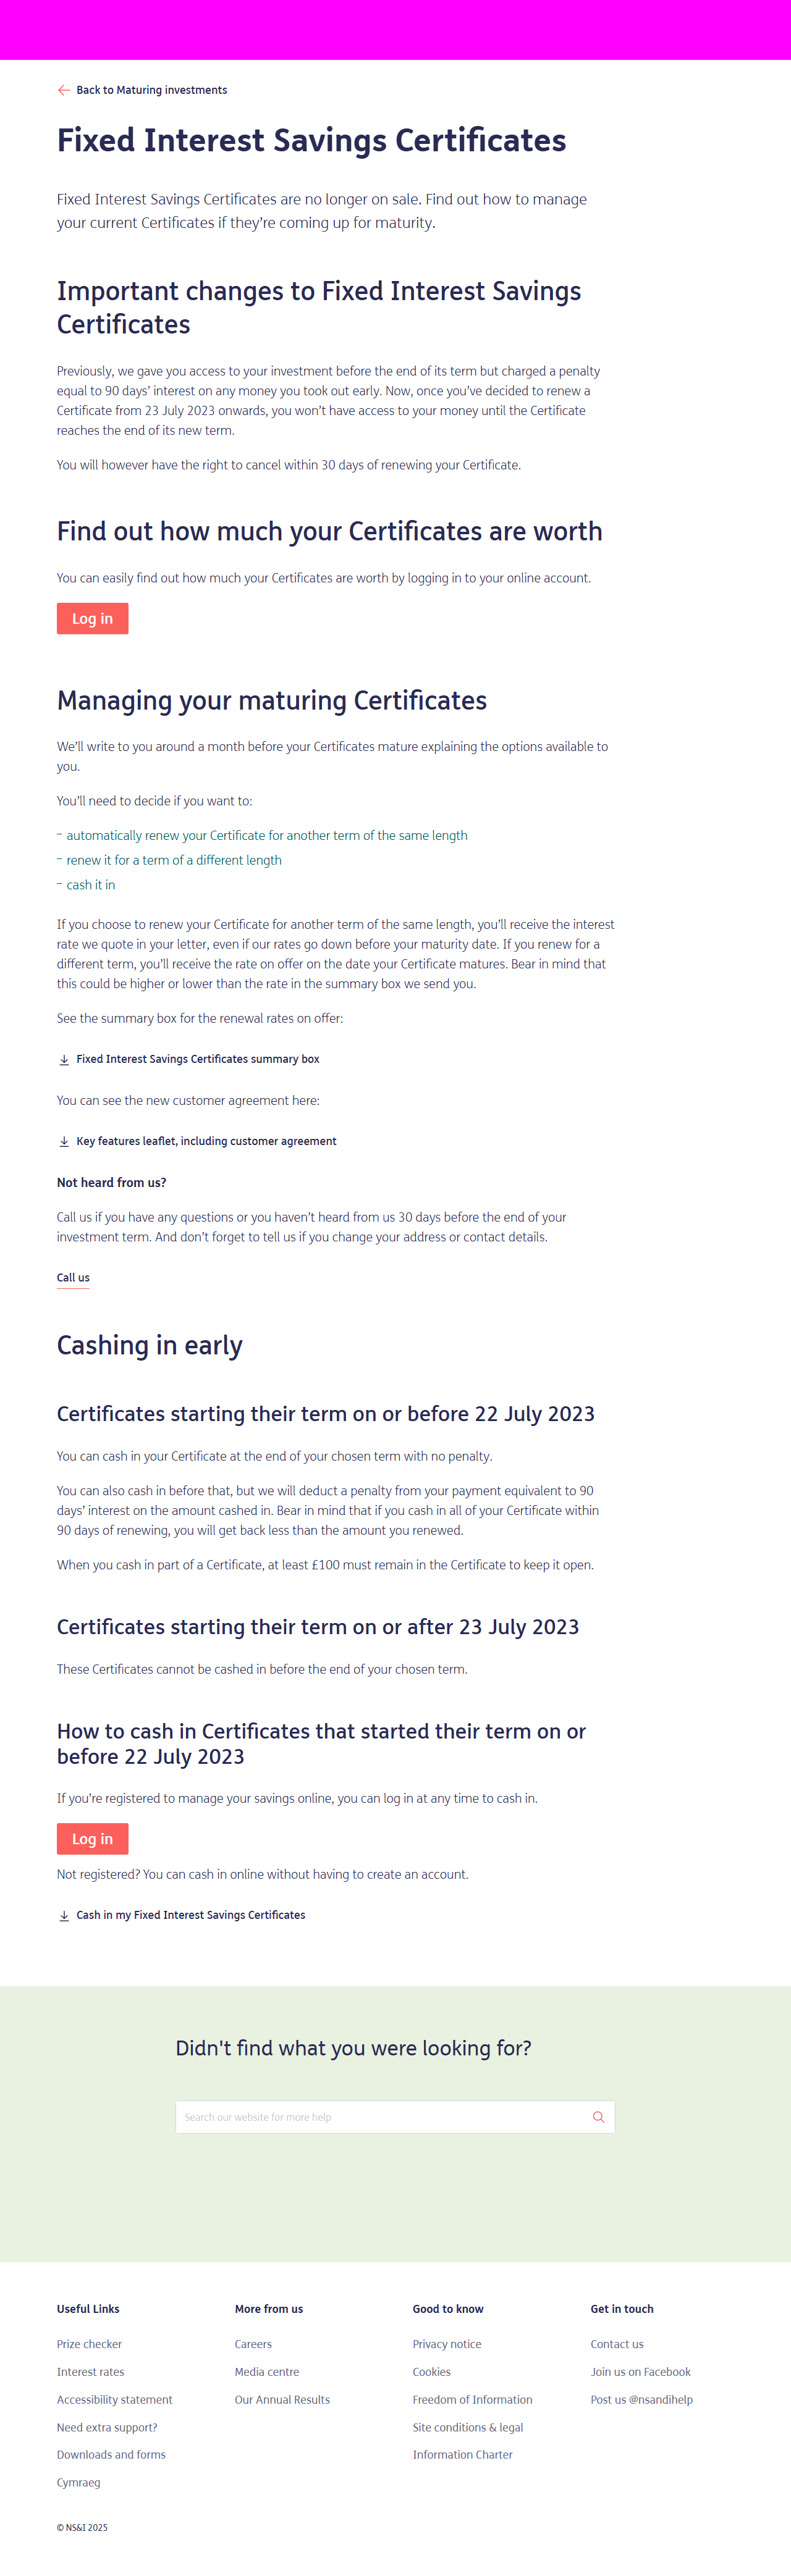 Back to Maturing investments
Fixed Interest Savings Certificates
Fixed Interest Savings Certificates are no longer on sale. Find out how to manage
your current Certificates if they’re coming up for maturity.
Important changes to Fixed Interest Savings
Certificates
Previously, we gave you access to your investment before the end of its term but charged a penalty
equal to 90 days’ interest on any money you took out early. Now, once you’ve decided to renew a
Certificate from 23 July 2023 onwards, you won’t have access to your money until the Certificate
reaches the end of its new term.
You will however have the right to cancel within 30 days of renewing your Certificate.
Find out how much your Certificates are worth
You can easily find out how much your Certificates are worth by logging in to your online account.
Log in
Managing your maturing Certificates
We’ll write to you around a month before your Certificates mature explaining the options available to
you.
You’ll need to decide if you want to:
– automatically renew your Certificate for another term of the same length
– renew it for a term of a different length
– cash it in
If you choose to renew your Certificate for another term of the same length, you’ll receive the interest
rate we quote in your letter, even if our rates go down before your maturity date. If you renew for a
different term, you’ll receive the rate on offer on the date your Certificate matures. Bear in mind that
this could be higher or lower than the rate in the summary box we send you.
See the summary box for the renewal rates on offer:
Fixed Interest Savings Certificates summary box
You can see the new customer agreement here:
Key features leaflet, including customer agreement
Not heard from us?
Call us if you have any questions or you haven’t heard from us 30 days before the end of your
investment term. And don’t forget to tell us if you change your address or contact details.
Call us
Cashing in early
Certificates starting their term on or before 22 July 2023
You can cash in your Certificate at the end of your chosen term with no penalty.
You can also cash in before that, but we will deduct a penalty from your payment equivalent to 90
days’ interest on the amount cashed in. Bear in mind that if you cash in all of your Certificate within
90 days of renewing, you will get back less than the amount you renewed.
When you cash in part of a Certificate, at least £100 must remain in the Certificate to keep it open.
Certificates starting their term on or after 23 July 2023
These Certificates cannot be cashed in before the end of your chosen term.
How to cash in Certificates that started their term on or
before 22 July 2023
If you’re registered to manage your savings online, you can log in at any time to cash in.
Log in
Not registered? You can cash in online without having to create an account.
Cash in my Fixed Interest Savings Certificates
Didn't find what you were looking for?
Search our website for more help
Useful Links
Prize checker
Interest rates
Accessibility statement
Need extra support?
Downloads and forms
Cymraeg
More from us
Careers
Media centre
Our Annual Results
Good to know
Privacy notice
Cookies
Freedom of Information
Site conditions & legal
Information Charter
Get in touch
Contact us
Join us on Facebook
Post us @nsandihelp
© NS&I 2025